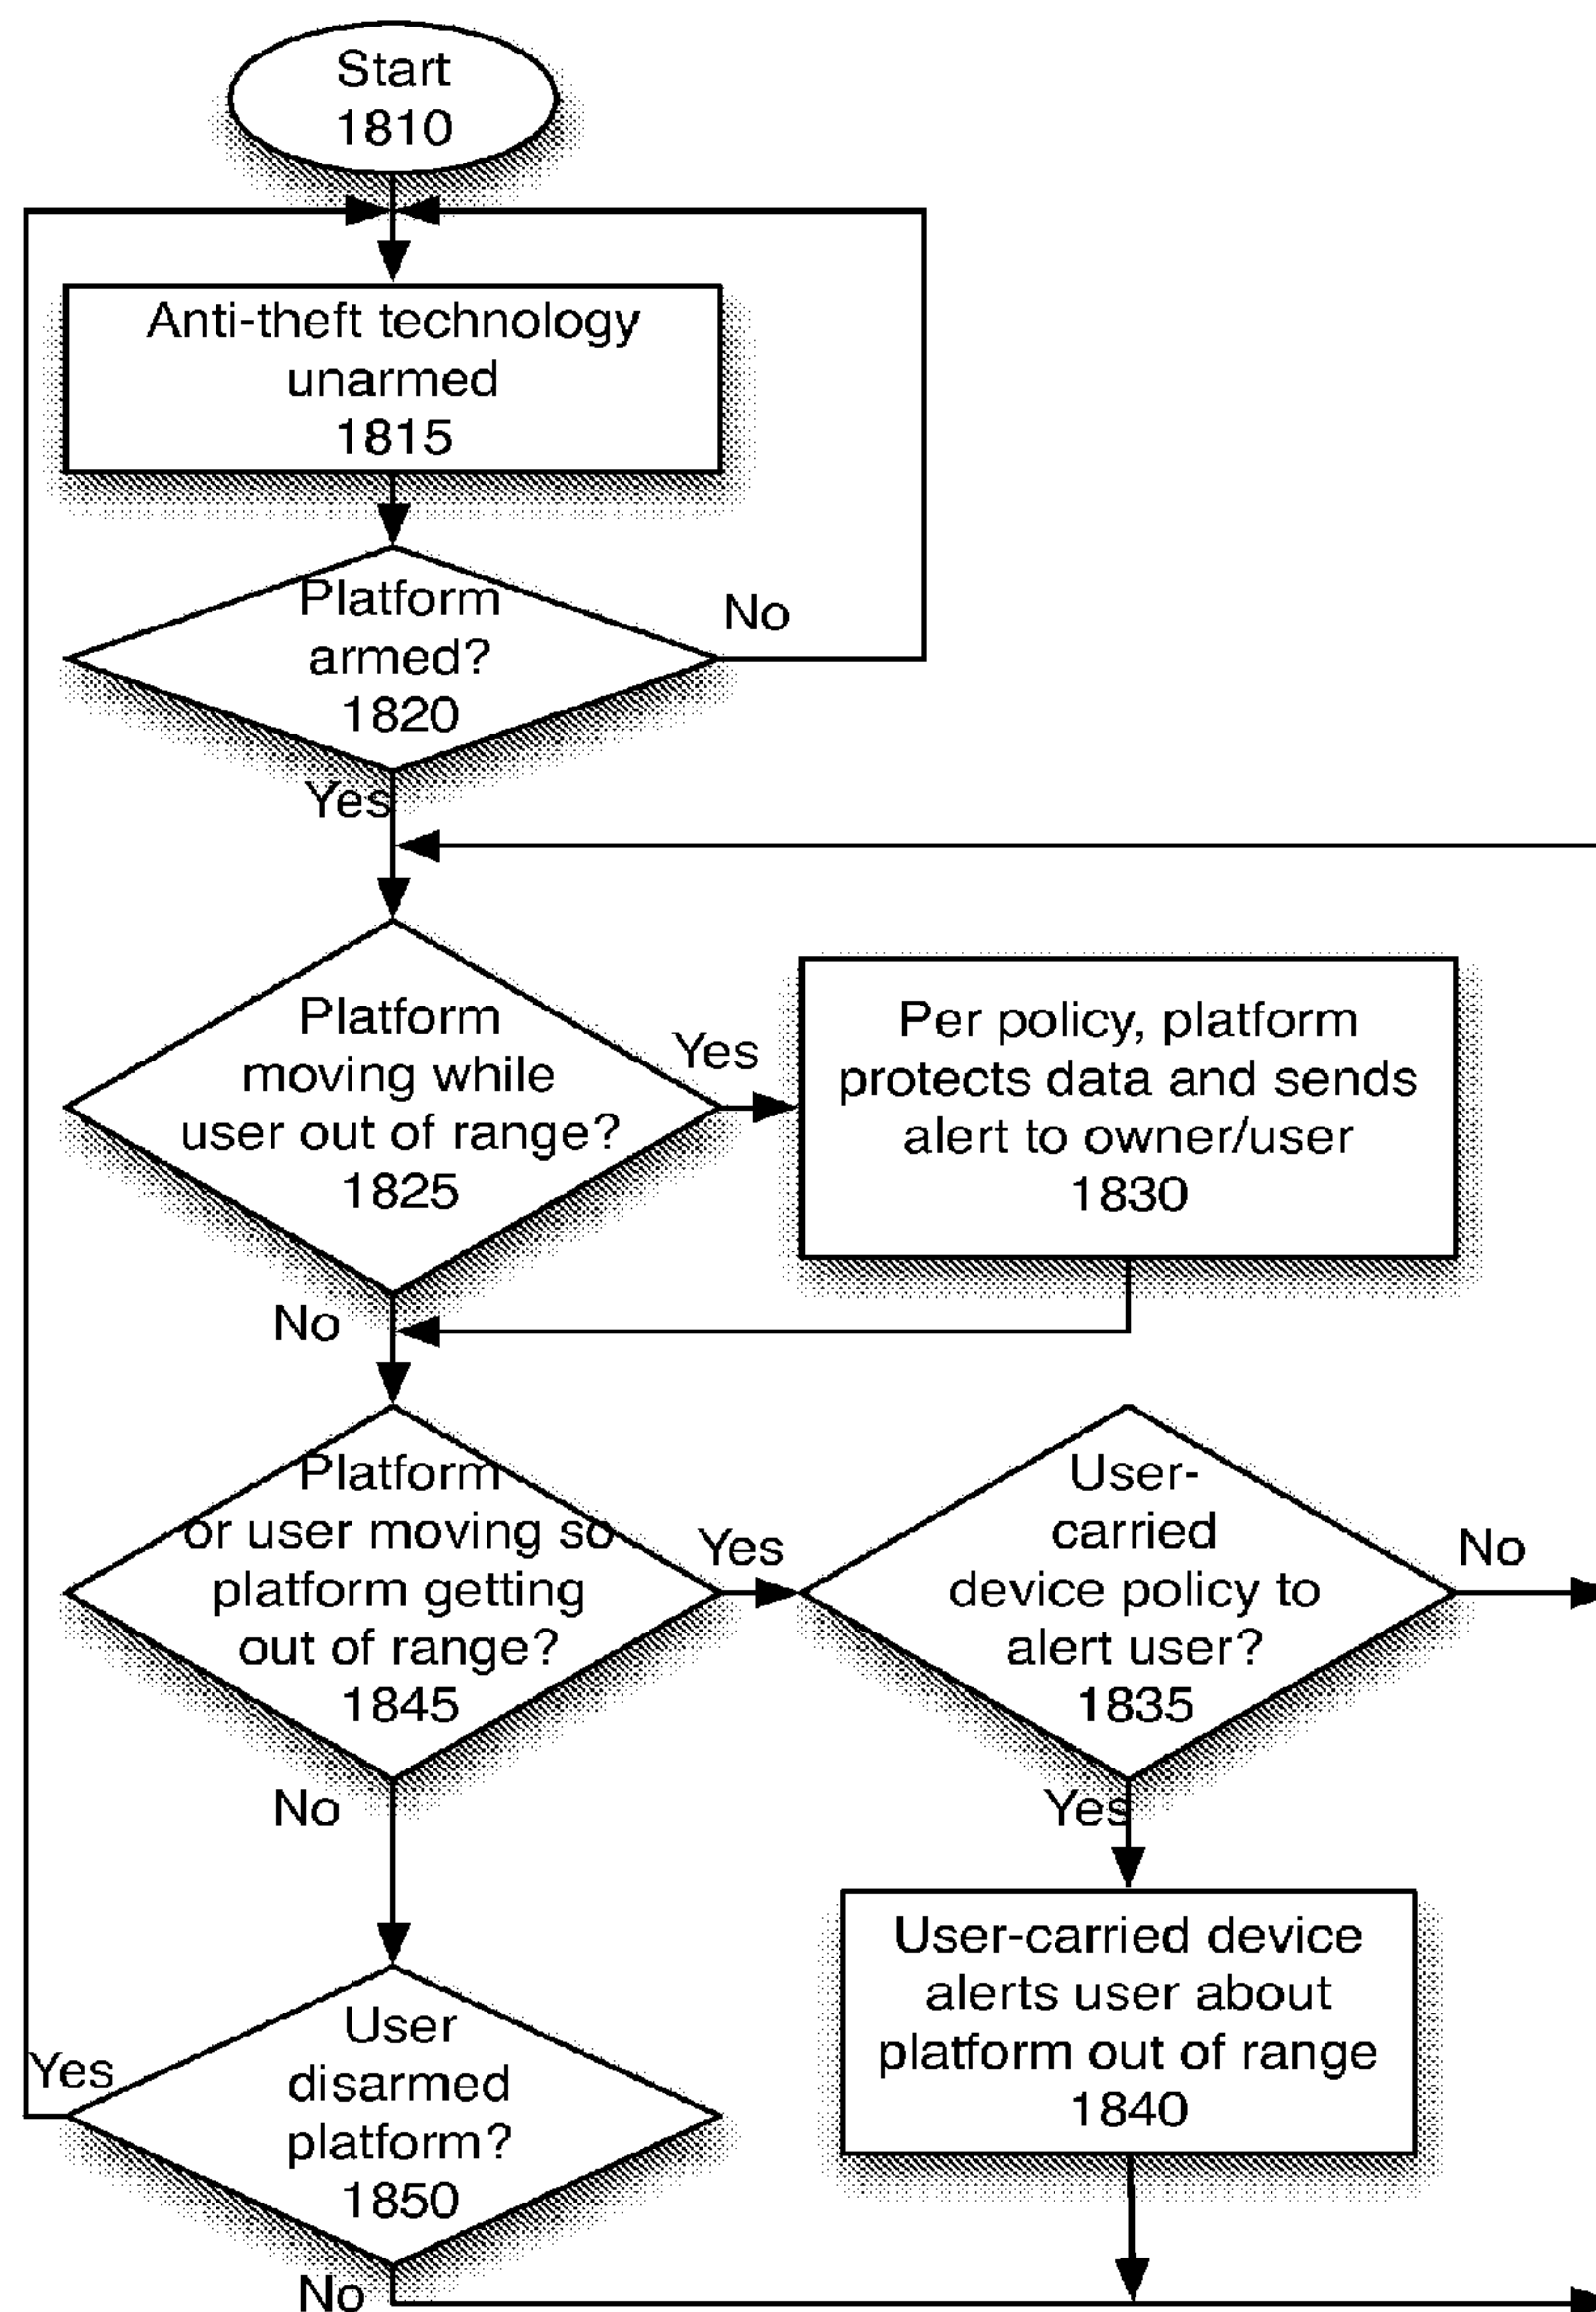 Start
1810
Anti-theft technology
unarmed
1815
Platform
armed?
1820
No
Yes
Platform
moving while
user out of range?
1825
Yes
Per policy, platform
protects data and sends
alert to owner/user
1830
No
Platform
or user moving so
platform getting
out of range?
1845
Yes
User-
carried
device policy to
alert user?
1835
No
No
Yes
User-carried device
alerts user about
platform out of range
1840
User
disarmed
platform?
1850
Yes
No